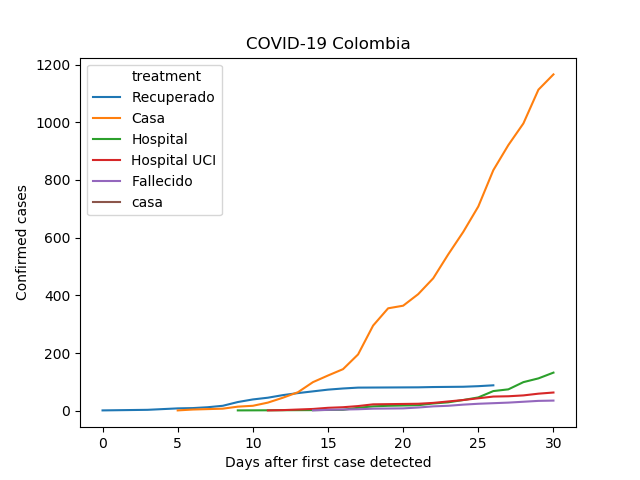 COVID-19 Colombia
1200
1000
800
600
400
200
0
Confirmed cases
treatment
Recuperado
Casa
Hospital
Hospital UCI
Fallecido
casa
0 5 10 15 20 25 30
Days after first case detected